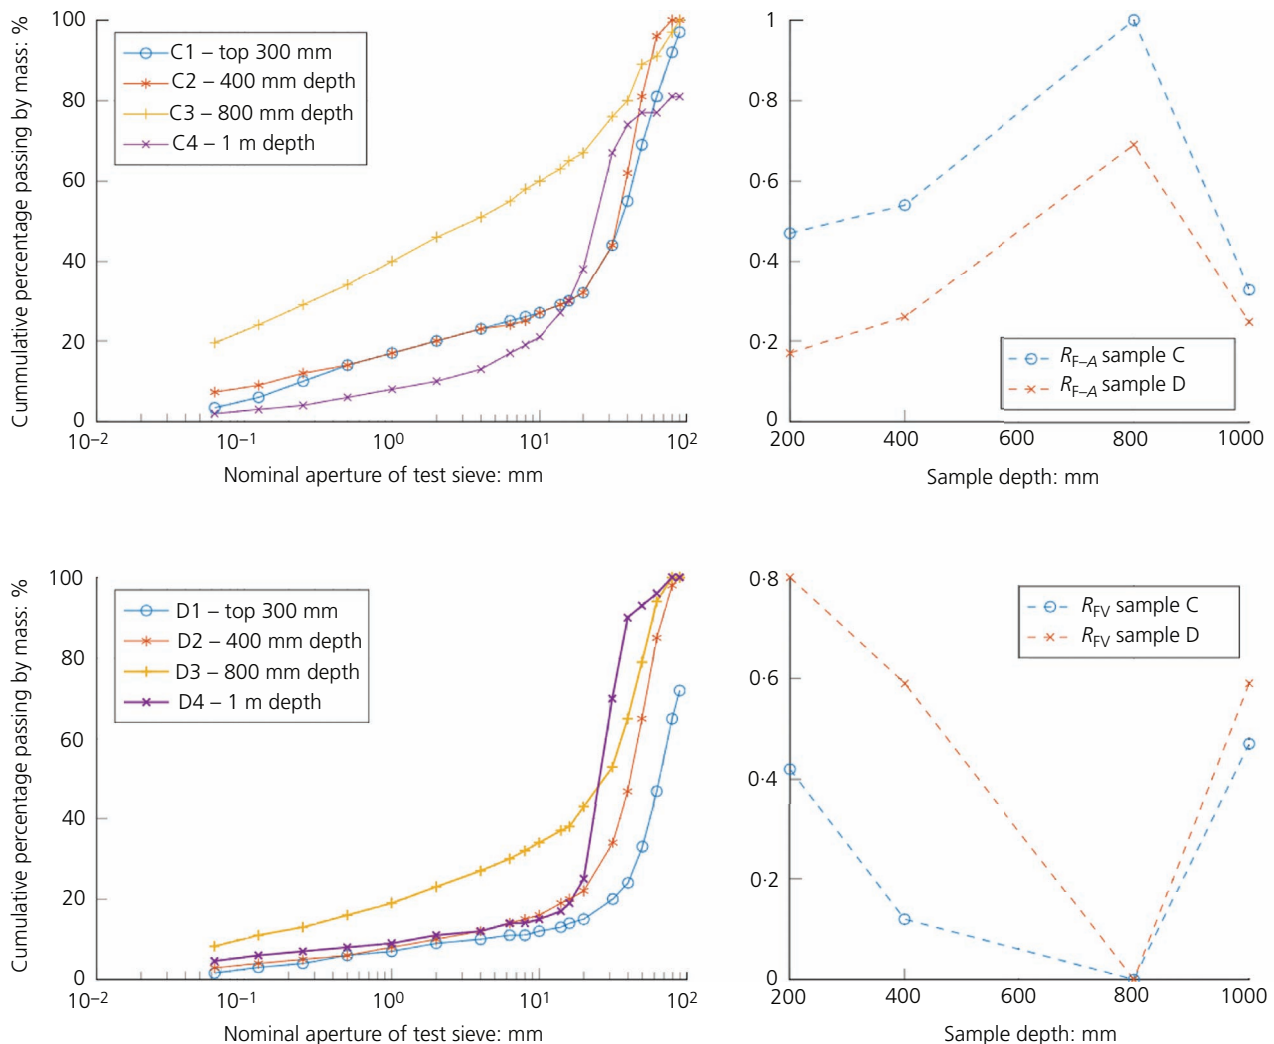 Cummulative percentage passing by mass: %
100
80
60
40
20
0
C1 – top 300 mm
C2 – 400 mm depth
C3 – 800 mm depth
C4 – 1 m depth
10⁻²
10⁻¹
10⁰
10¹
10²
Nominal aperture of test sieve: mm
1
0·8
0·6
0·4
0·2
0
R_F–A sample C
R_F–A sample D
200
400
600
800
1000
Sample depth: mm
Cumulative percentage passing by mass: %
100
80
60
40
20
0
D1 – top 300 mm
D2 – 400 mm depth
D3 – 800 mm depth
D4 – 1 m depth
10⁻²
10⁻¹
10⁰
10¹
10²
Nominal aperture of test sieve: mm
0·8
0·6
0·4
0·2
0
R_FV sample C
R_FV sample D
200
400
600
800
1000
Sample depth: mm